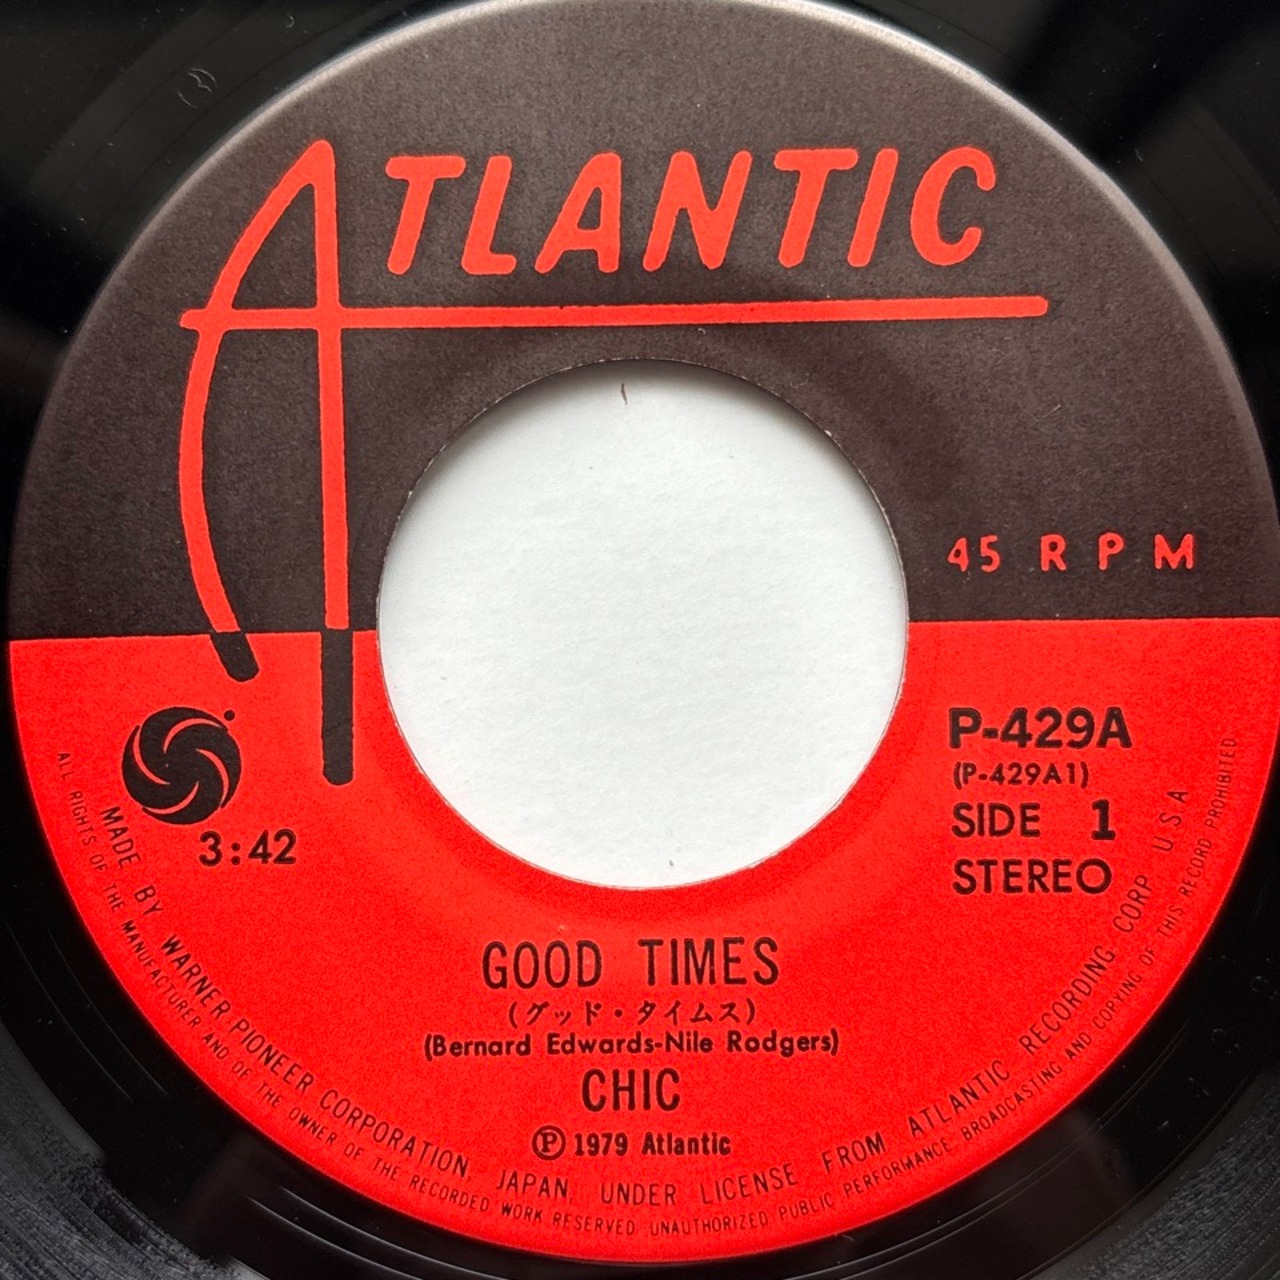 ATLANTIC
45 RPM
P-429A
(P-429A1)
SIDE 1
STEREO
3:42
GOOD TIMES
(グッド・タイムス)
(Bernard Edwards-Nile Rodgers)
CHIC
Ⓟ 1979 Atlantic
MADE BY WARNER-PIONEER CORPORATION, JAPAN, UNDER LICENSE FROM ATLANTIC RECORDING CORP U.S.A
ALL RIGHTS OF THE MANUFACTURER AND OF THE OWNER OF THE RECORDED WORK RESERVED UNAUTHORIZED PUBLIC PERFORMANCE BROADCASTING AND COPYING OF THIS RECORD PROHIBITED